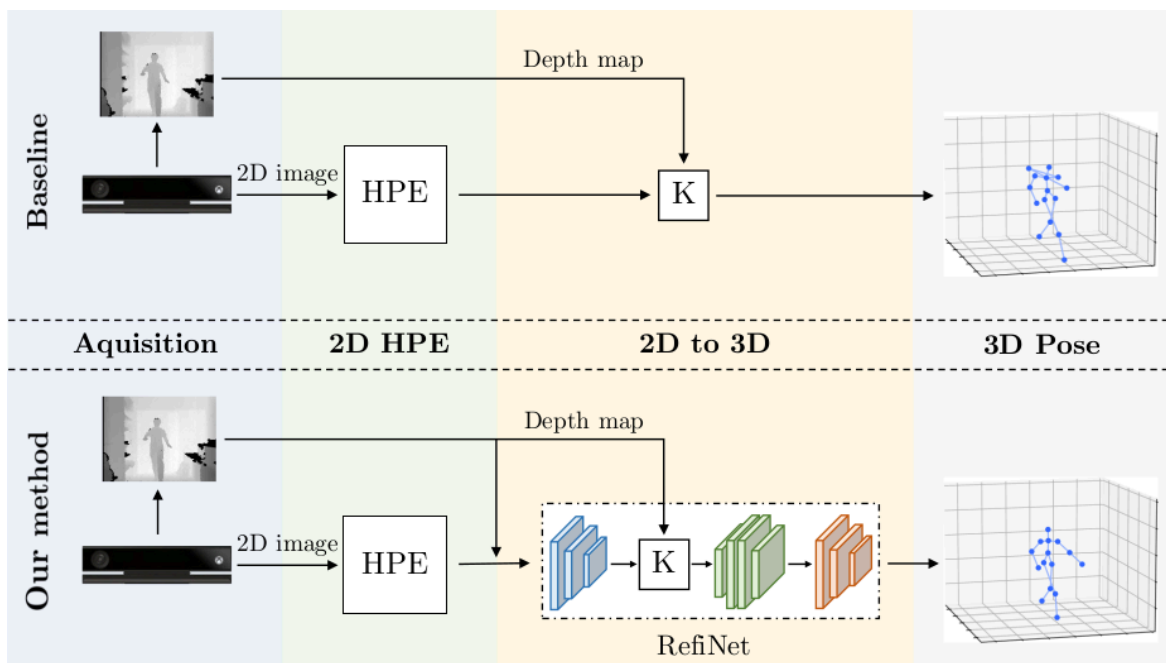 Baseline
Depth map
2D image
HPE
K
Aquisition
2D HPE
2D to 3D
3D Pose
Our method
Depth map
2D image
HPE
K
RefiNet